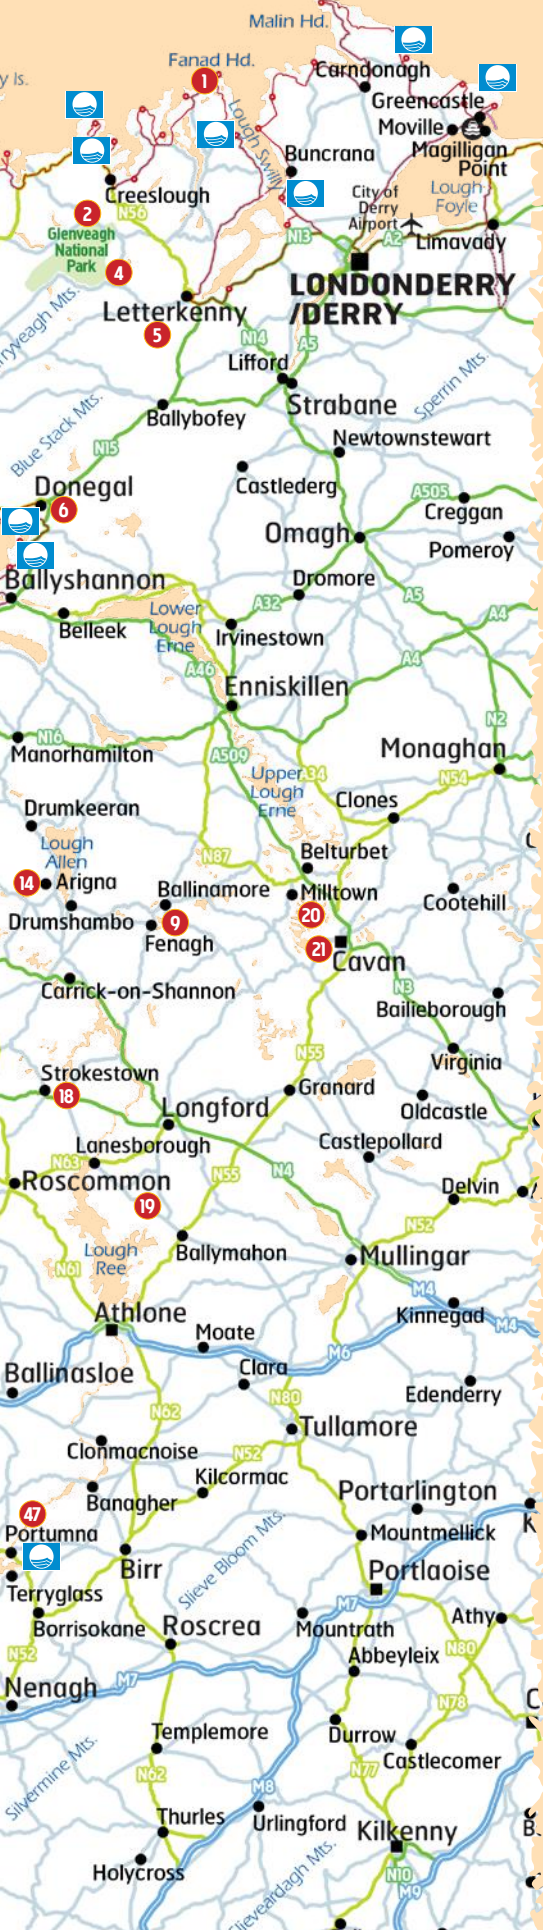 Malin Hd.
Fanad Hd.
y Is.
1
Carndonagh
Greencastle
Moville
Magilligan
Point
Lough Swilly
Buncrana
Creeslough
City of
Derry
Airport
Lough
Foyle
2
N56
Glenveagh
National
Park
4
N13
A2
Limavady
LONDONDERRY
/DERRY
Letterkenny
5
rryveagh Mts.
N14
A5
Lifford
Strabane
Sperrin Mts.
Ballybofey
Blue Stack Mts.
N15
Newtownstewart
Castlederg
Donegal
6
A505
Creggan
Omagh
Pomeroy
Ballyshannon
Dromore
A32
A5
A4
Lower
Lough
Erne
Belleek
Irvinestown
A46
A4
Enniskillen
N16
Manorhamilton
A509
N2
Monaghan
Upper
Lough
Erne
A34
N54
Clones
Drumkeeran
Lough
Allen
N87
Belturbet
14
Arigna
Ballinamore
Milltown
Cootehill
Drumshambo
9
Fenagh
20
21
Cavan
Carrick-on-Shannon
N3
Bailieborough
N55
Virginia
Strokestown
18
Granard
Oldcastle
Longford
Lanesborough
Castlepollard
N63
Roscommon
N55
N4
Delvin
19
N52
Ballymahon
Mullingar
Lough
Ree
N61
M4
Athlone
Kinnegad
M4
Moate
M6
Ballinasloe
Clara
N80
Edenderry
N62
Tullamore
Clonmacnoise
N52
Kilcormac
Banagher
Portarlington
47
Portumna
Mountmellick
K
Birr
Slieve Bloom Mts.
Portlaoise
Terryglass
M7
Borrisokane
Roscrea
Mountrath
Athy
N52
Abbeyleix
N80
Nenagh
M7
N78
C
Templemore
Durrow
Castlecomer
Silvermine Mts.
N62
N77
M8
Thurles
Urlingford
Kilkenny
B
Holycross
Slieveardagh Mts.
N10
M9